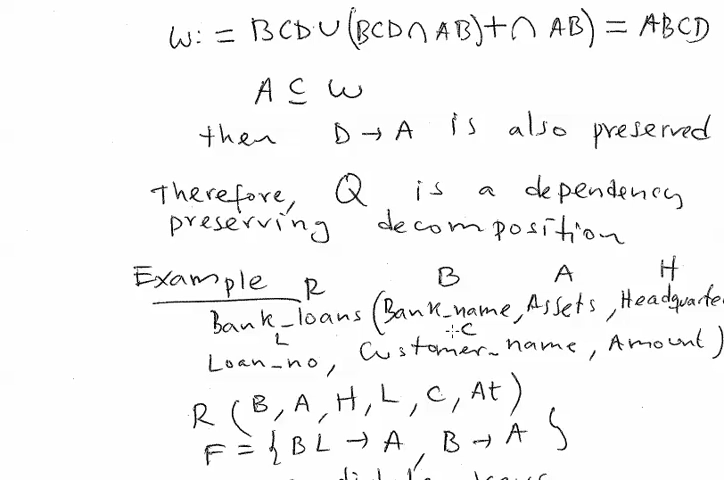 W: = BCD ∪ (BCD ∩ AB)+ ∩ AB) = ABCD
A ⊆ W
then D → A is also preserved
Therefore, Q is a dependency
preserving decomposition
Example R B A H
Bank_loans (Bank_name, Assets, Headquarte
L C
Loan_no, Customer_name, Amount)
R (B, A, H, L, C, At)
F = { BL → A, B → A }